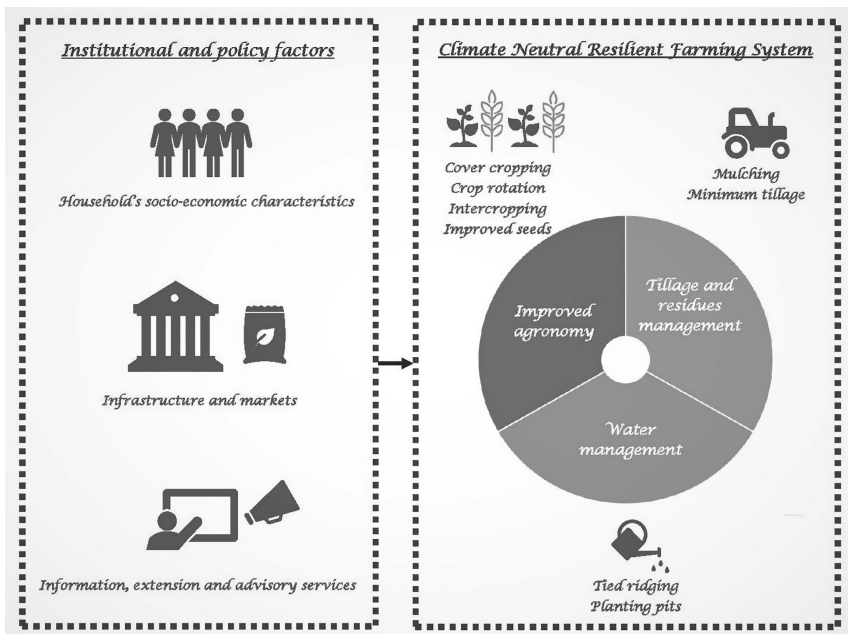 Institutional and policy factors
Household's socio-economic characteristics
Infrastructure and markets
Information, extension and advisory services
Climate Neutral Resilient Farming System
Cover cropping
Crop rotation
Intercropping
Improved seeds
Mulching
Minimum tillage
Improved
agronomy
Tillage and
residues
management
Water
management
Tied ridging
Planting pits